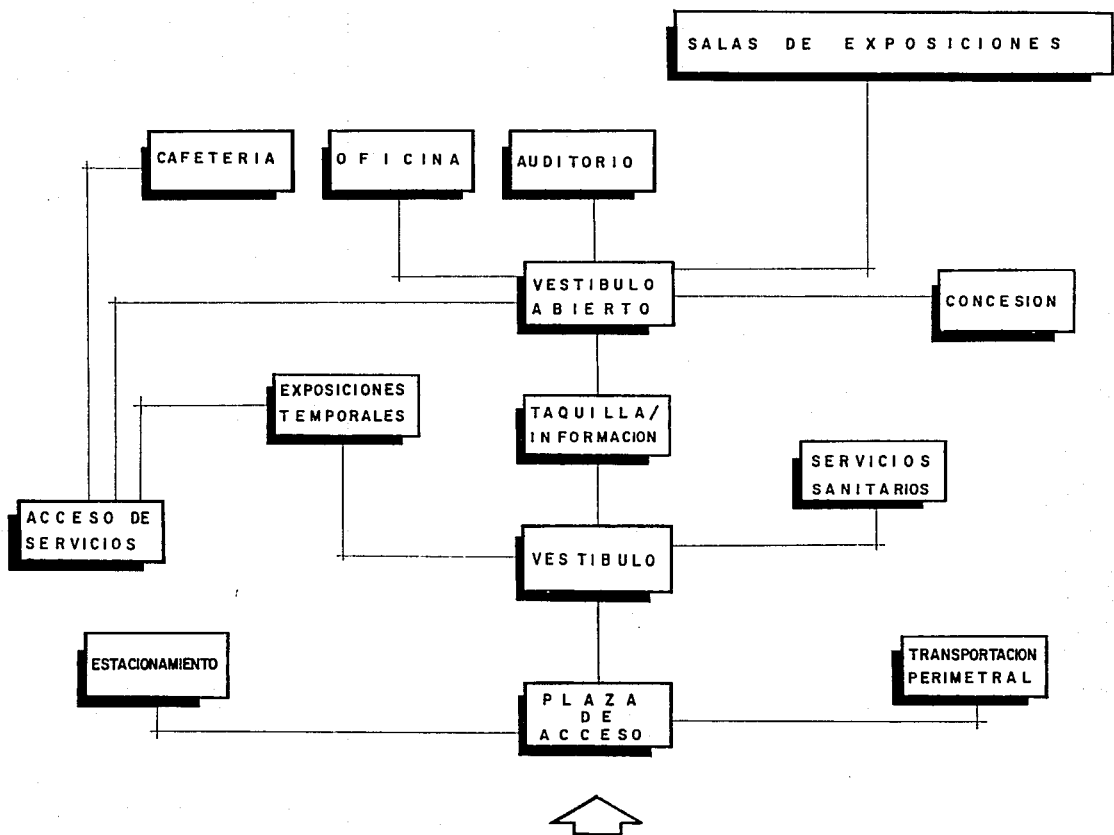 SALAS DE EXPOSICIONES
CAFETERIA
OFICINA
AUDITORIO
VESTIBULO
ABIERTO
CONCESION
EXPOSICIONES
TEMPORALES
TAQUILLA/
INFORMACION
SERVICIOS
SANITARIOS
ACCESO DE
SERVICIOS
VESTIBULO
ESTACIONAMIENTO
TRANSPORTACION
PERIMETRAL
PLAZA
DE
ACCESO